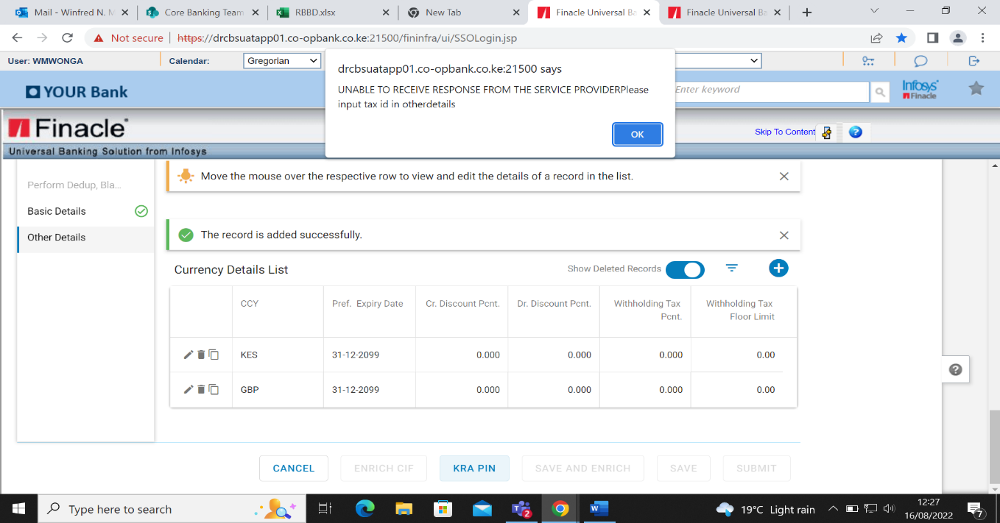 Mail - Winfred N. M
Core Banking Team
RBBD.xlsx
New Tab
Finacle Universal Ba
Finacle Universal Ba
Not secure
https://drcbsuatapp01.co-opbank.co.ke:21500/fininfra/ui/SSOLogin.jsp
User: WMWONGA
Calendar:
Gregorian
drcbsuatapp01.co-opbank.co.ke:21500 says
UNABLE TO RECEIVE RESPONSE FROM THE SERVICE PROVIDERPlease
input tax id in otherdetails
OK
YOUR Bank
Enter keyword
Infosys
Finacle
Finacle
Universal Banking Solution from Infosys
Skip To Content
Perform Dedup, Bla...
Basic Details
Other Details
Move the mouse over the respective row to view and edit the details of a record in the list.
The record is added successfully.
Currency Details List
Show Deleted Records
CCY
Pref. Expiry Date
Cr. Discount Pcnt.
Dr. Discount Pcnt.
Withholding Tax
Pcnt.
Withholding Tax
Floor Limit
KES 31-12-2099 0.000 0.000 0.000 0.00
GBP 31-12-2099 0.000 0.000 0.000 0.00
CANCEL
ENRICH CIF
KRA PIN
SAVE AND ENRICH
SAVE
SUBMIT
Type here to search
2
19°C Light rain
12:27
16/08/2022
7